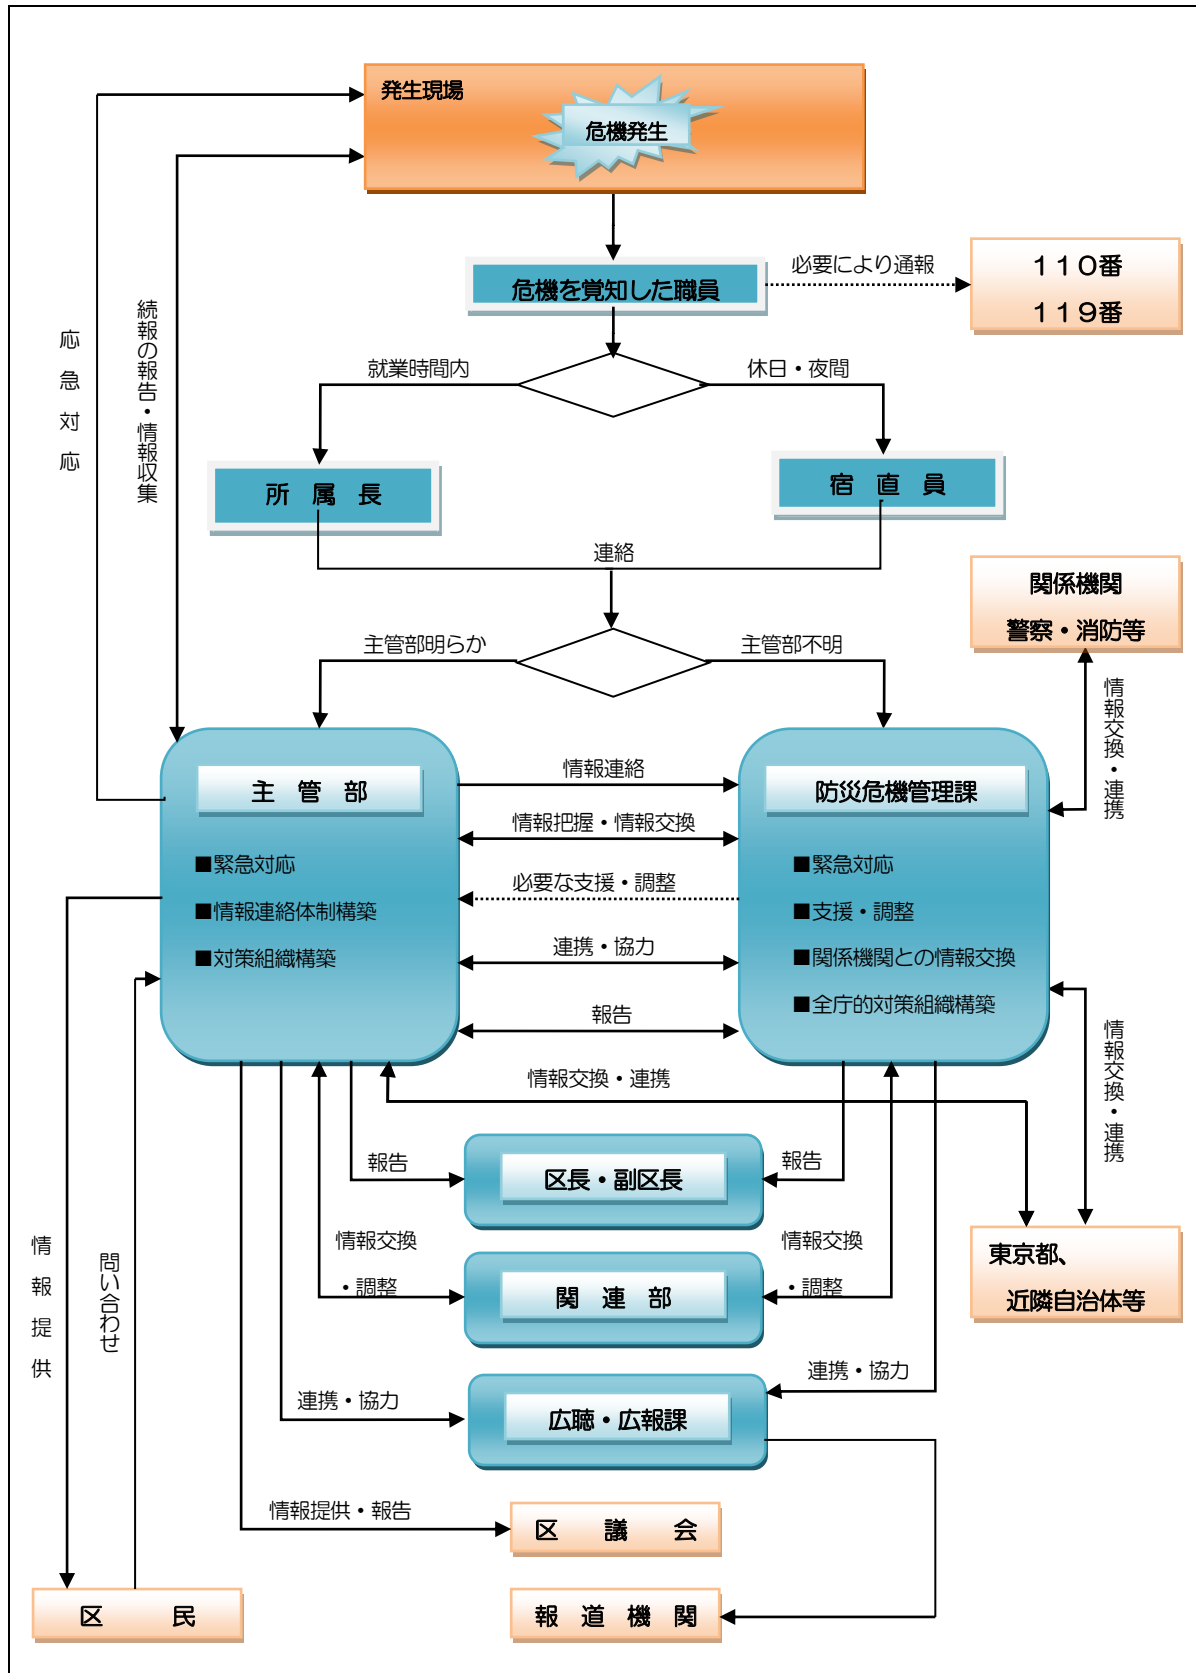 発生現場
危機発生
危機を覚知した職員
必要により通報
１１０番
１１９番
就業時間内
休日・夜間
応急対応
続報の報告・情報収集
所属長
宿直員
連絡
関係機関
警察・消防等
主管部明らか
主管部不明
情報交換・連携
主管部
■緊急対応
■情報連絡体制構築
■対策組織構築
情報連絡
情報把握・情報交換
必要な支援・調整
連携・協力
報告
防災危機管理課
■緊急対応
■支援・調整
■関係機関との情報交換
■全庁的対策組織構築
情報交換・連携
情報交換・連携
報告
区長・副区長
報告
情報交換
・調整
関連部
情報交換
・調整
東京都、
近隣自治体等
連携・協力
広聴・広報課
連携・協力
情報提供
問い合わせ
情報提供・報告
区議会
区民
報道機関